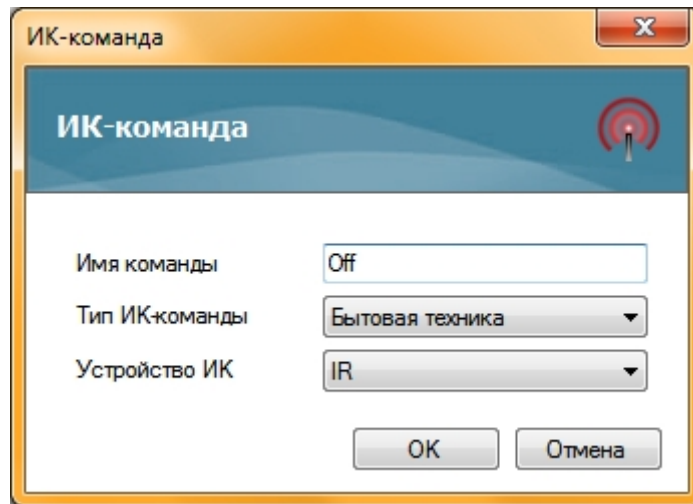 ИК-команда
ИК-команда
Имя команды
Off
Тип ИК-команды
Бытовая техника
Устройство ИК
IR
OK
Отмена